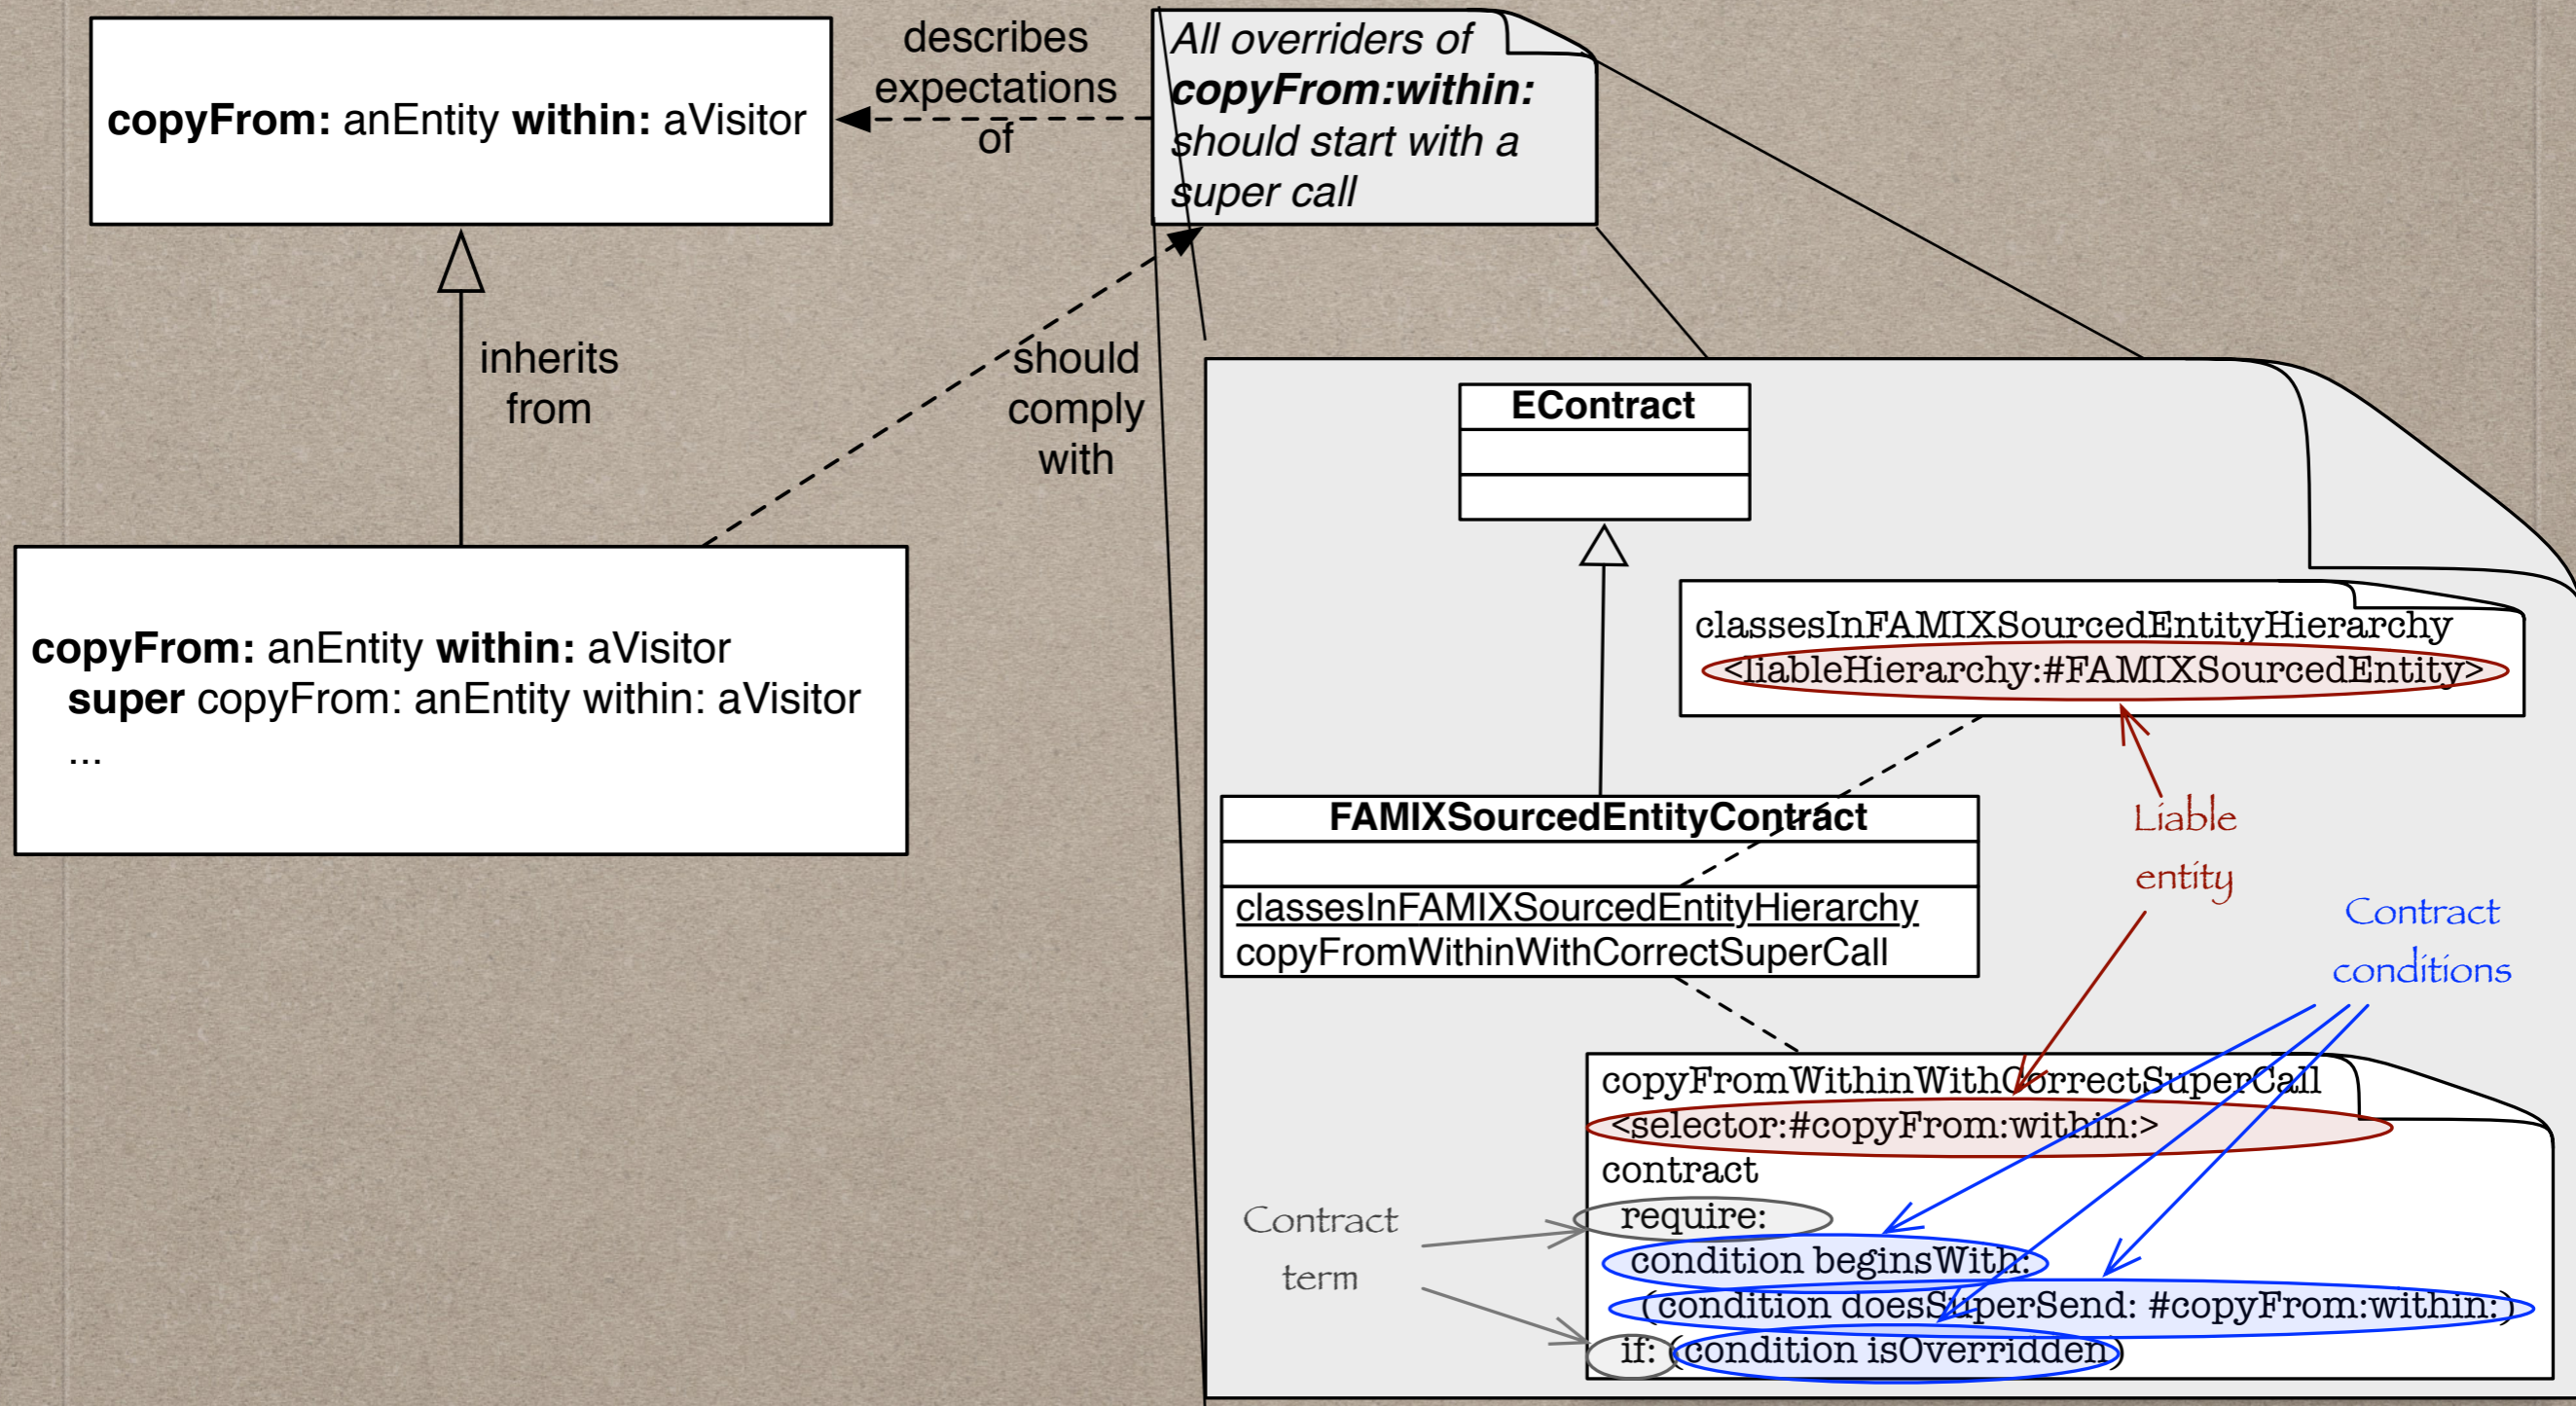 copyFrom: anEntity within: aVisitor
describes
expectations
of
All overriders of
copyFrom:within:
should start with a
super call
inherits
from
should
comply
with
copyFrom: anEntity within: aVisitor
super copyFrom: anEntity within: aVisitor
...
EContract
classesInFAMIXSourcedEntityHierarchy
<liableHierarchy:#FAMIXSourcedEntity>
FAMIXSourcedEntityContract
classesInFAMIXSourcedEntityHierarchy
copyFromWithinWithCorrectSuperCall
Liable
entity
Contract
conditions
copyFromWithinWithCorrectSuperCall
<selector:#copyFrom:within:>
contract
require:
condition beginsWith:
(condition doesSuperSend: #copyFrom:within:)
if: (condition isOverridden)
Contract
term